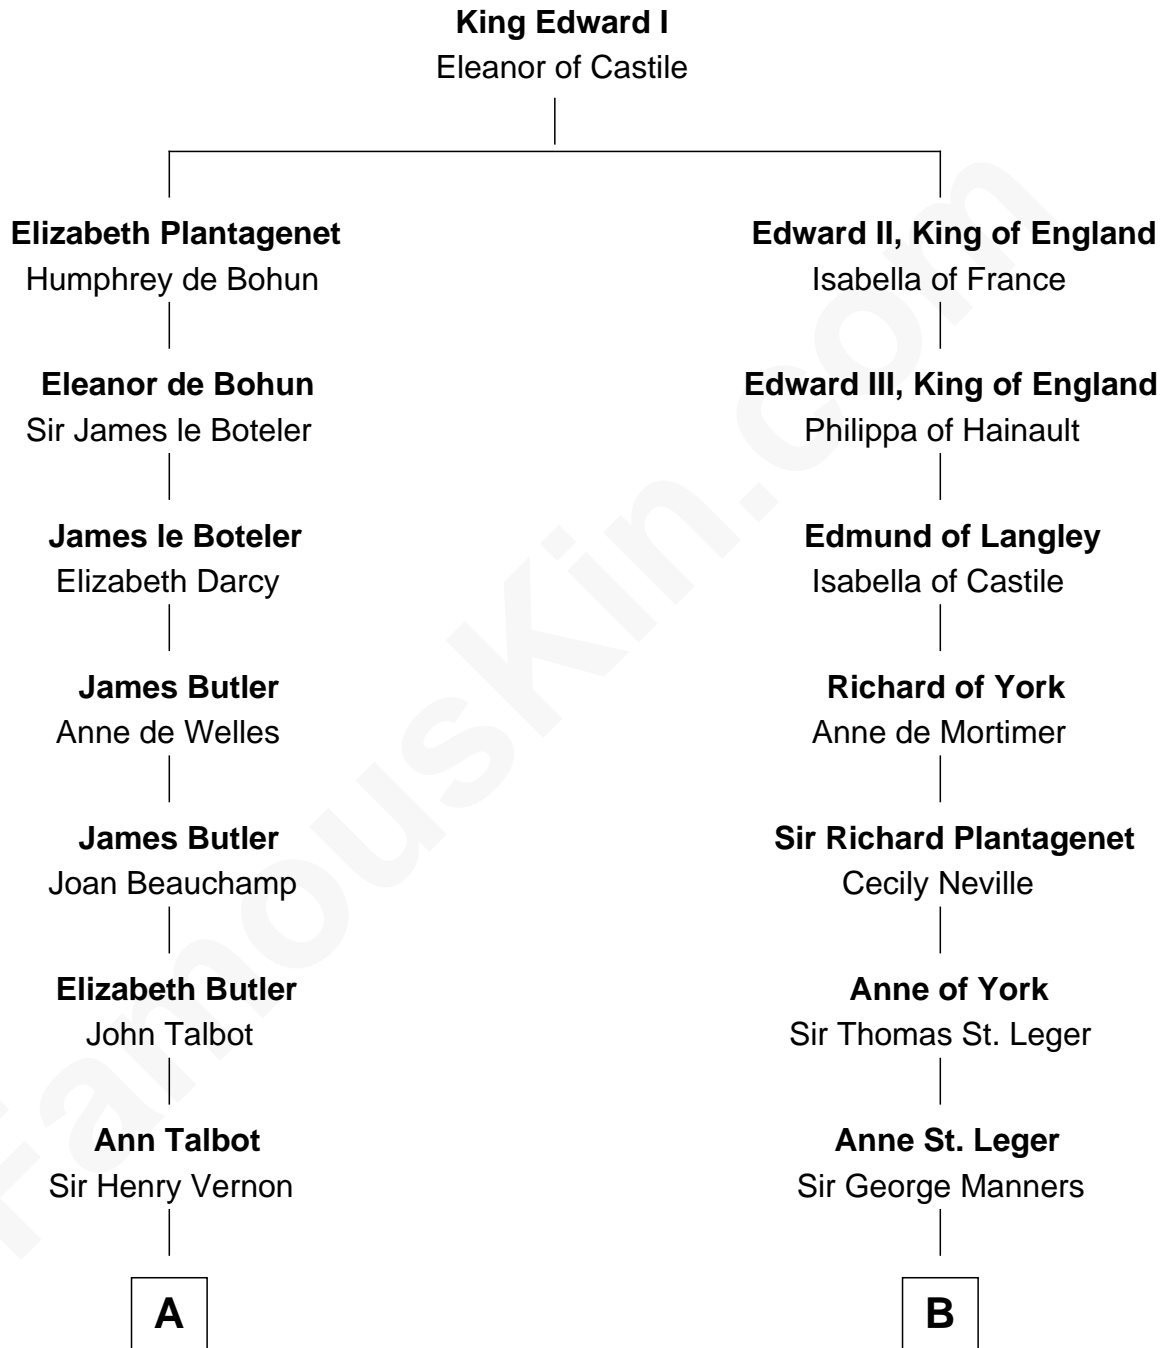 King Edward I
Eleanor of Castile
Elizabeth Plantagenet
Humphrey de Bohun
Edward II, King of England
Isabella of France
Eleanor de Bohun
Sir James le Boteler
Edward III, King of England
Philippa of Hainault
James le Boteler
Elizabeth Darcy
Edmund of Langley
Isabella of Castile
James Butler
Anne de Welles
Richard of York
Anne de Mortimer
James Butler
Joan Beauchamp
Sir Richard Plantagenet
Cecily Neville
Elizabeth Butler
John Talbot
Anne of York
Sir Thomas St. Leger
Ann Talbot
Sir Henry Vernon
Anne St. Leger
Sir George Manners
A
B
FamousKin.com